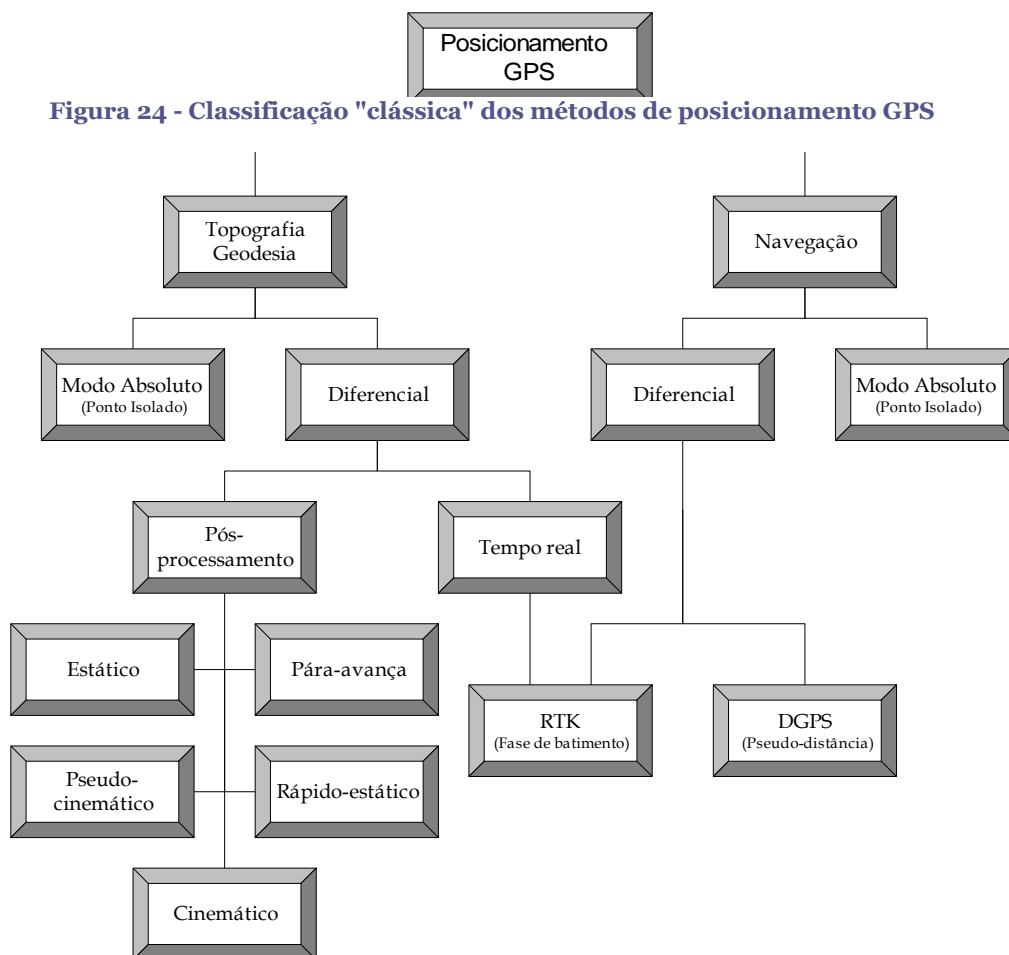 Posicionamento
GPS
Figura 24 - Classificação "clássica" dos métodos de posicionamento GPS
Topografia
Geodesia
Navegação
Modo Absoluto
(Ponto Isolado)
Diferencial
Diferencial
Modo Absoluto
(Ponto Isolado)
Pós-
processamento
Tempo real
Estático
Pára-avança
RTK
(Fase de batimento)
DGPS
(Pseudo-distância)
Pseudo-
cinemático
Rápido-estático
Cinemático